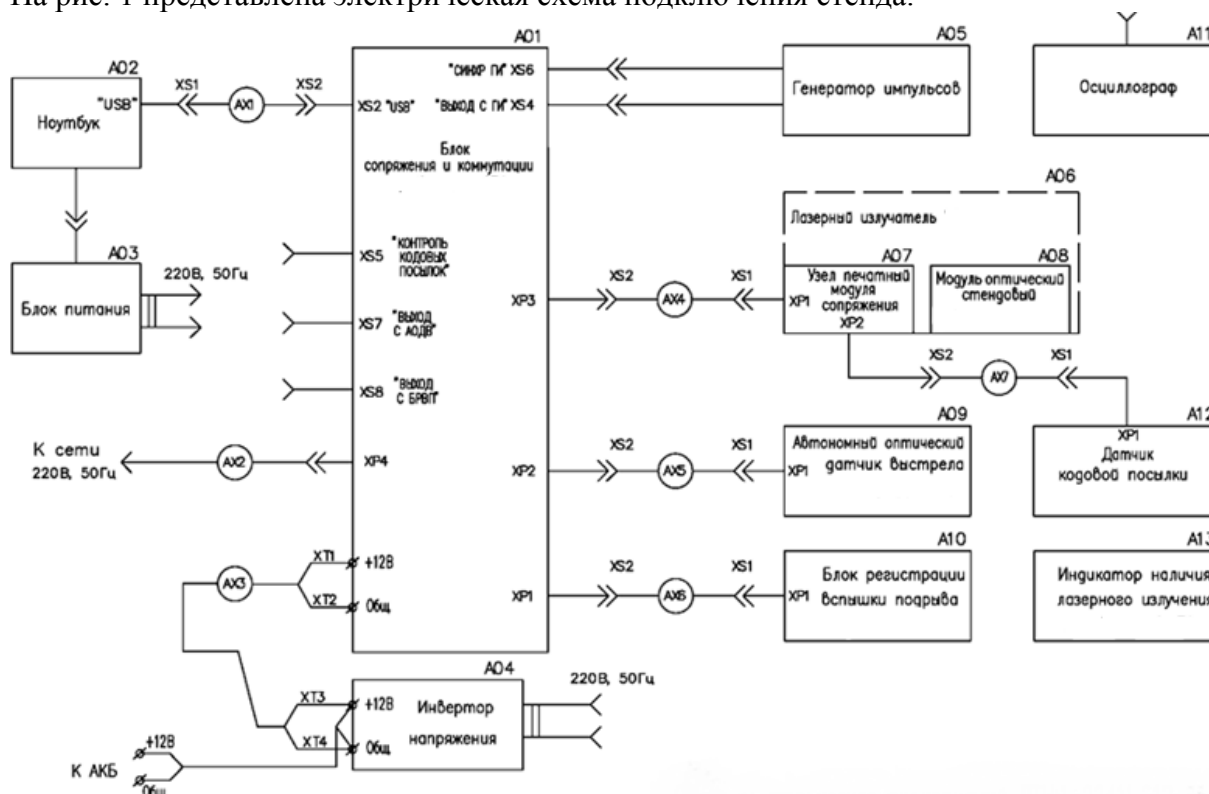 На рис. 1 представлена электрическая схема подключения стенда.
A01
A05
A11
A02
XS1
XS2
"USB"
AX1
Ноутбук
"СИНХР ГИ" XS6
XS2 "USB"
"ВЫХОД С ГИ" XS4
Генератор импульсов
Осциллограф
Блок
сопряжения и коммутации
A03
220В, 50Гц
Блок питания
XS5
"КОНТРОЛЬ
КОДОВЫХ
ПОСЫЛОК"
XS7
"ВЫХОД
С АОДВ"
XS8
"ВЫХОД
С БРВП"
XP3
XS2
AX4
XS1
A06
Лазерный излучатель
A07
XP1
Узел печатный
модуля
сопряжения
XP2
A08
Модуль оптический
стендовый
XS2
AX7
XS1
К сети
220В, 50Гц
AX2
XP4
XP2
XS2
AX5
XS1
A09
XP1
Автономный оптический
датчик выстрела
A12
XP1
Датчик
кодовой посылки
AX3
XT1
+12В
XT2
Общ
XP1
XS2
AX6
XS1
A10
XP1
Блок регистрации
вспышки подрыва
A13
Индикатор наличия
лазерного излучения
A04
XT3
+12В
XT4
Общ
Инвертор
напряжения
220В, 50Гц
К АКБ
+12В
Общ